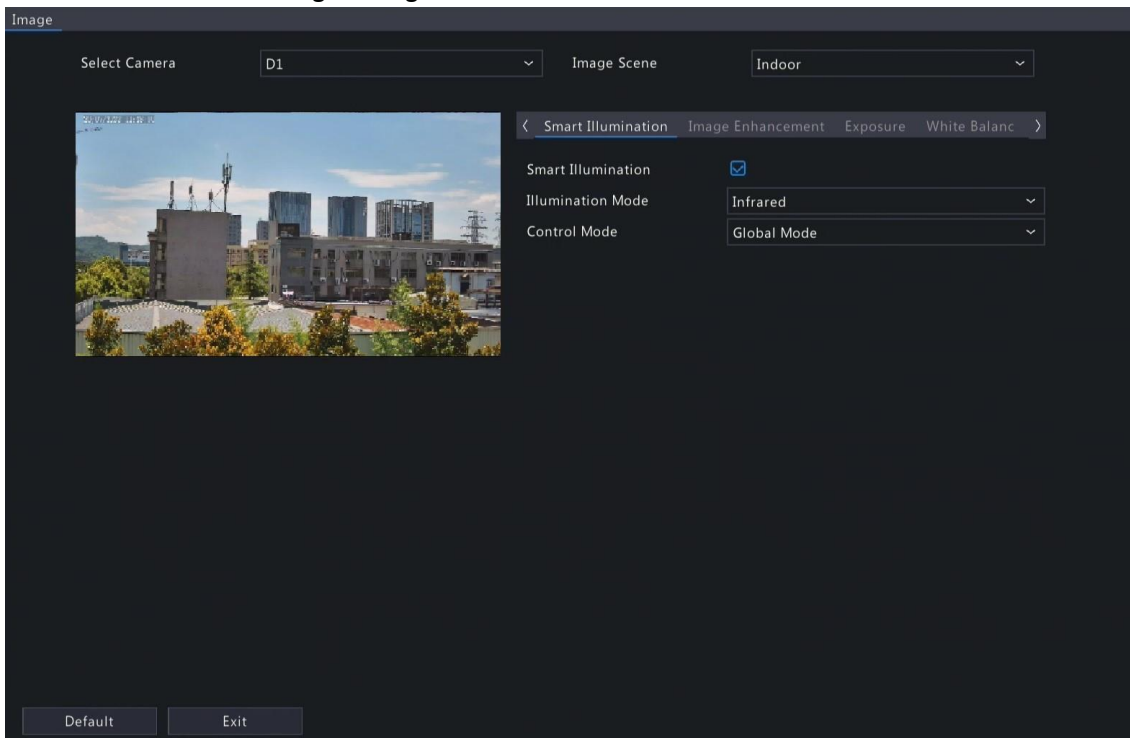 Image
Select Camera D1 Image Scene Indoor
Smart Illumination Image Enhancement Exposure White Balanc
Smart Illumination
Illumination Mode Infrared
Control Mode Global Mode
Default Exit